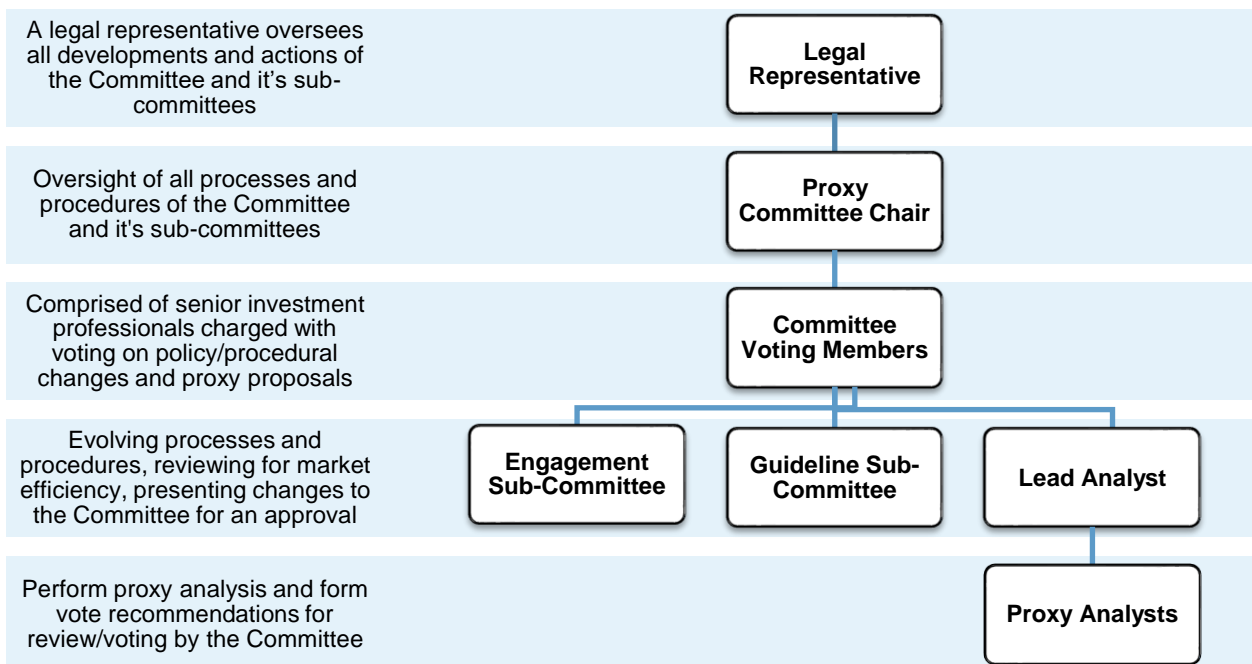 A legal representative oversees
all developments and actions of
the Committee and it’s sub-
committees
Legal
Representative
Oversight of all processes and
procedures of the Committee
and it's sub-committees
Proxy
Committee Chair
Comprised of senior investment
professionals charged with
voting on policy/procedural
changes and proxy proposals
Committee
Voting Members
Evolving processes and
procedures, reviewing for market
efficiency, presenting changes to
the Committee for an approval
Engagement
Sub-Committee
Guideline Sub-
Committee
Lead Analyst
Perform proxy analysis and form
vote recommendations for
review/voting by the Committee
Proxy Analysts